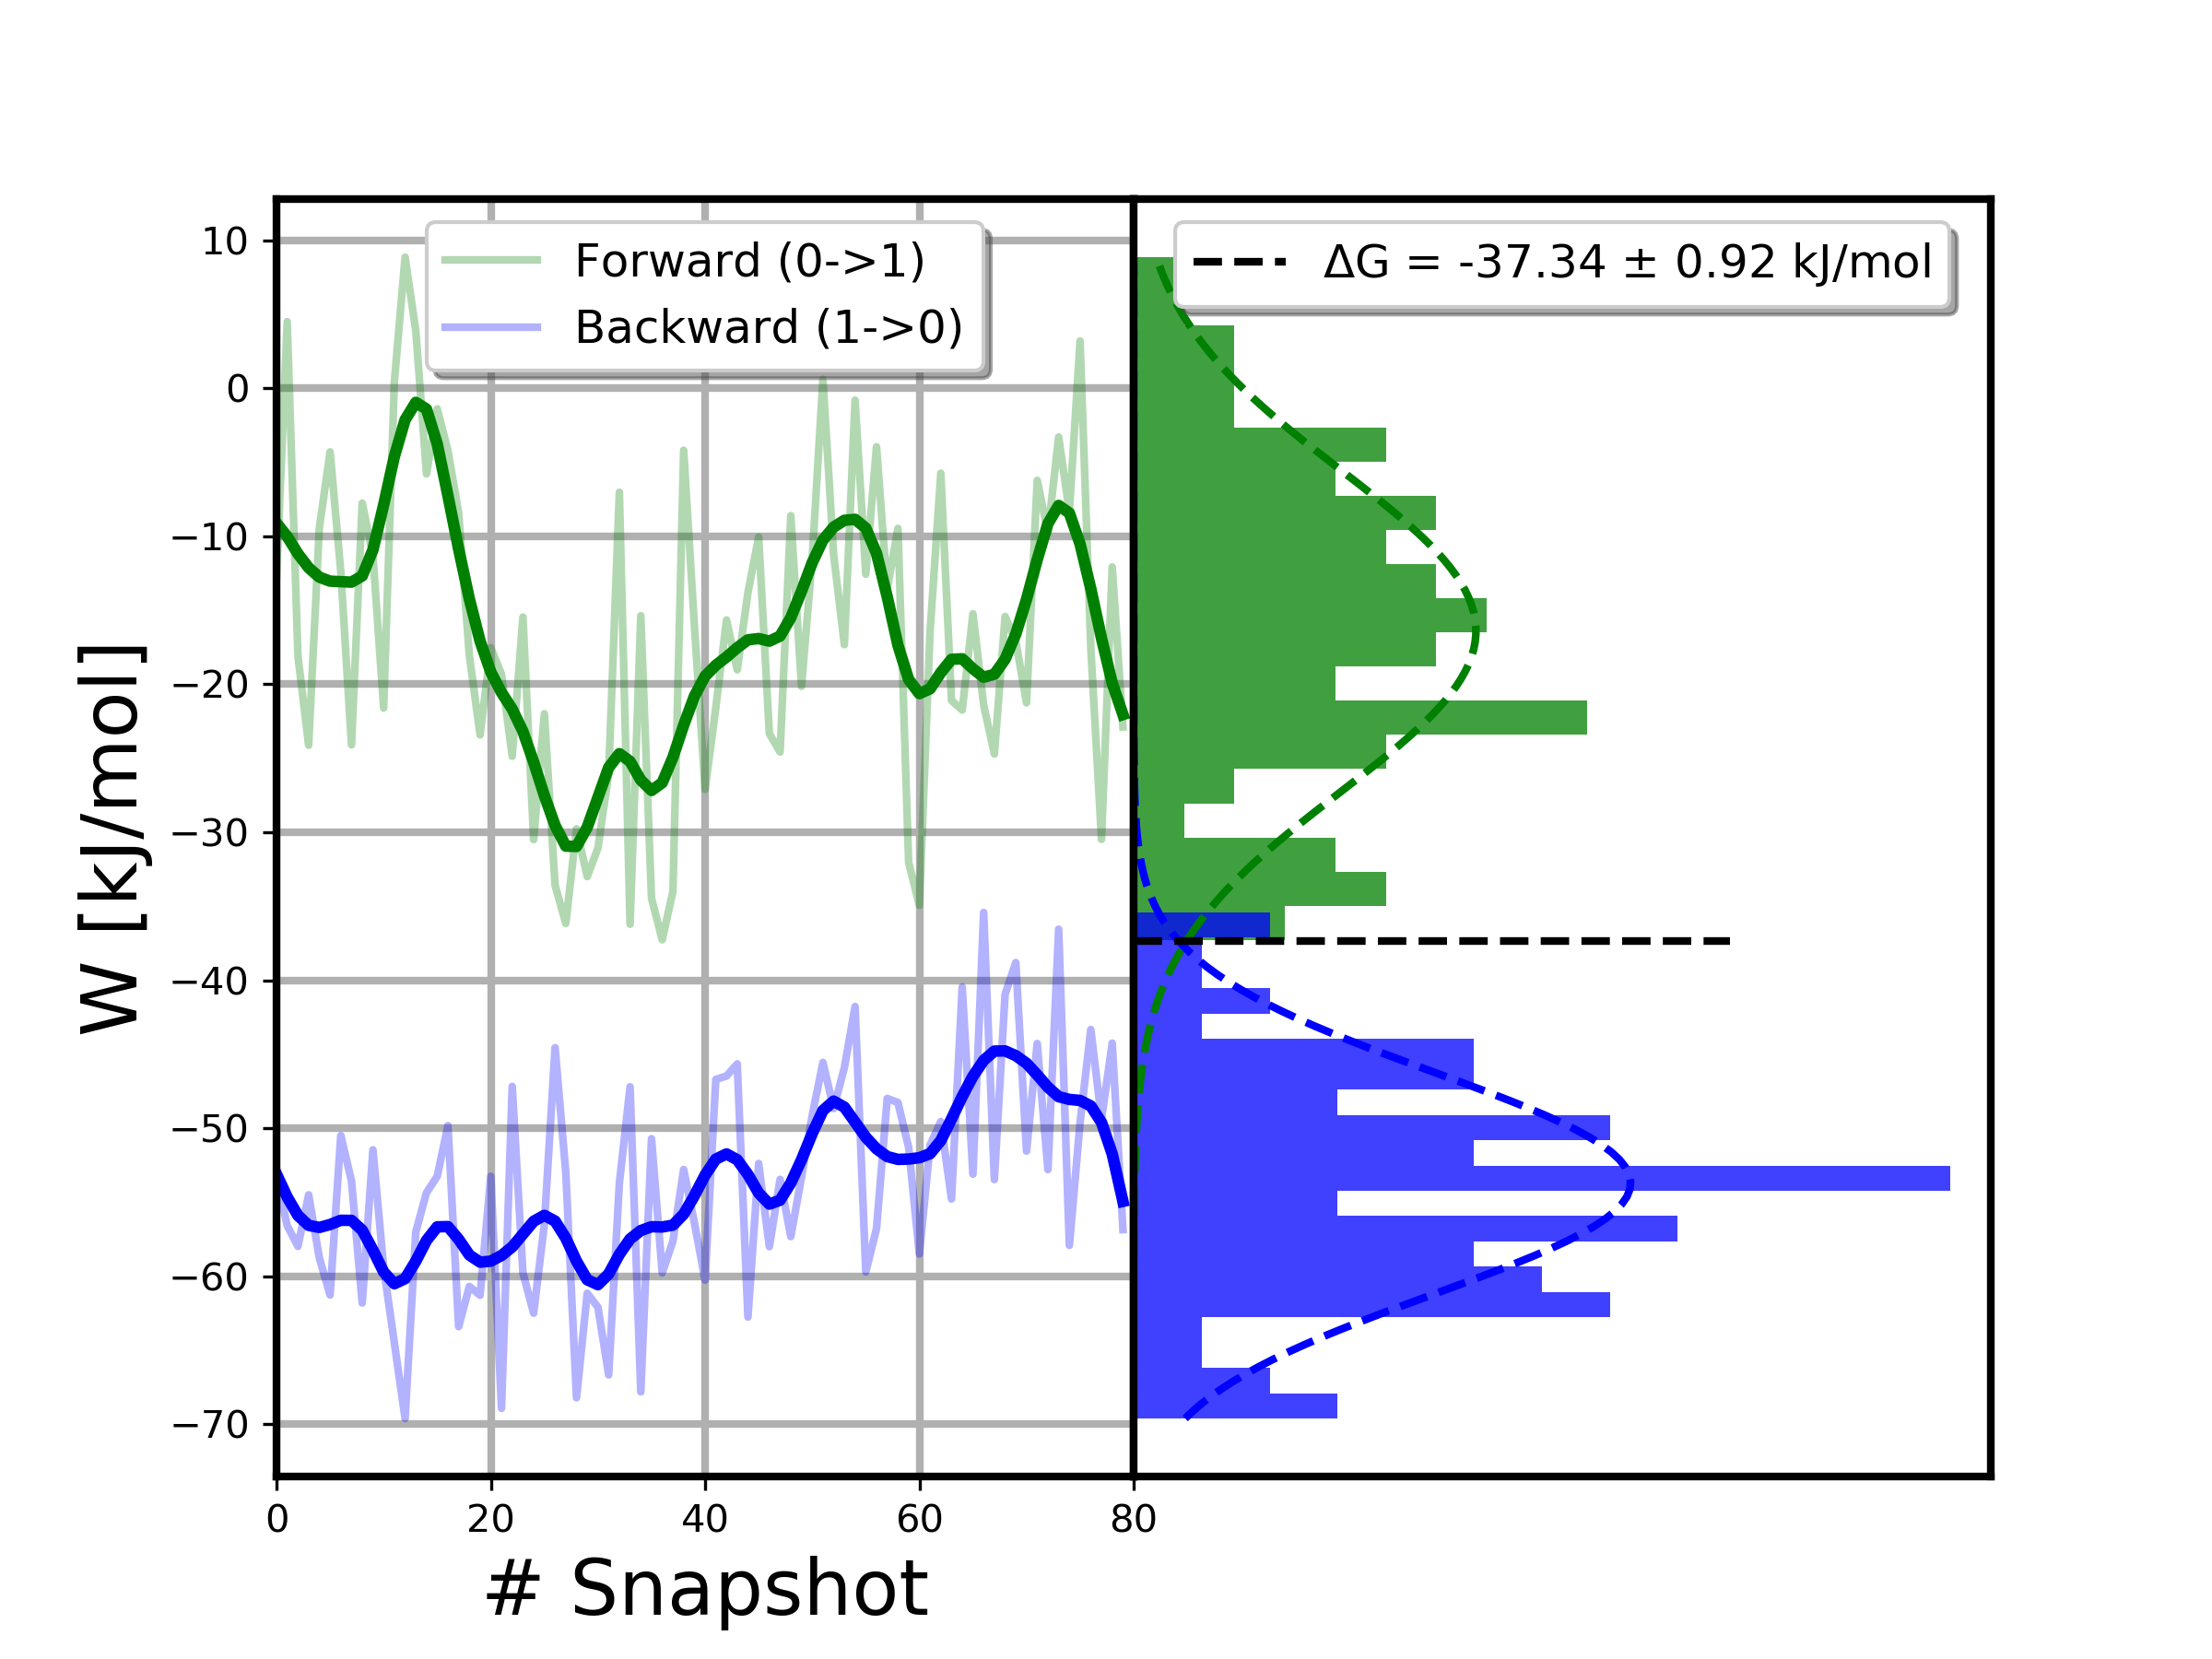 Forward (0->1)
Backward (1->0)
ΔG = -37.34 ± 0.92 kJ/mol
W [kJ/mol]
10
0
−10
−20
−30
−40
−50
−60
−70
0 20 40 60 80
# Snapshot